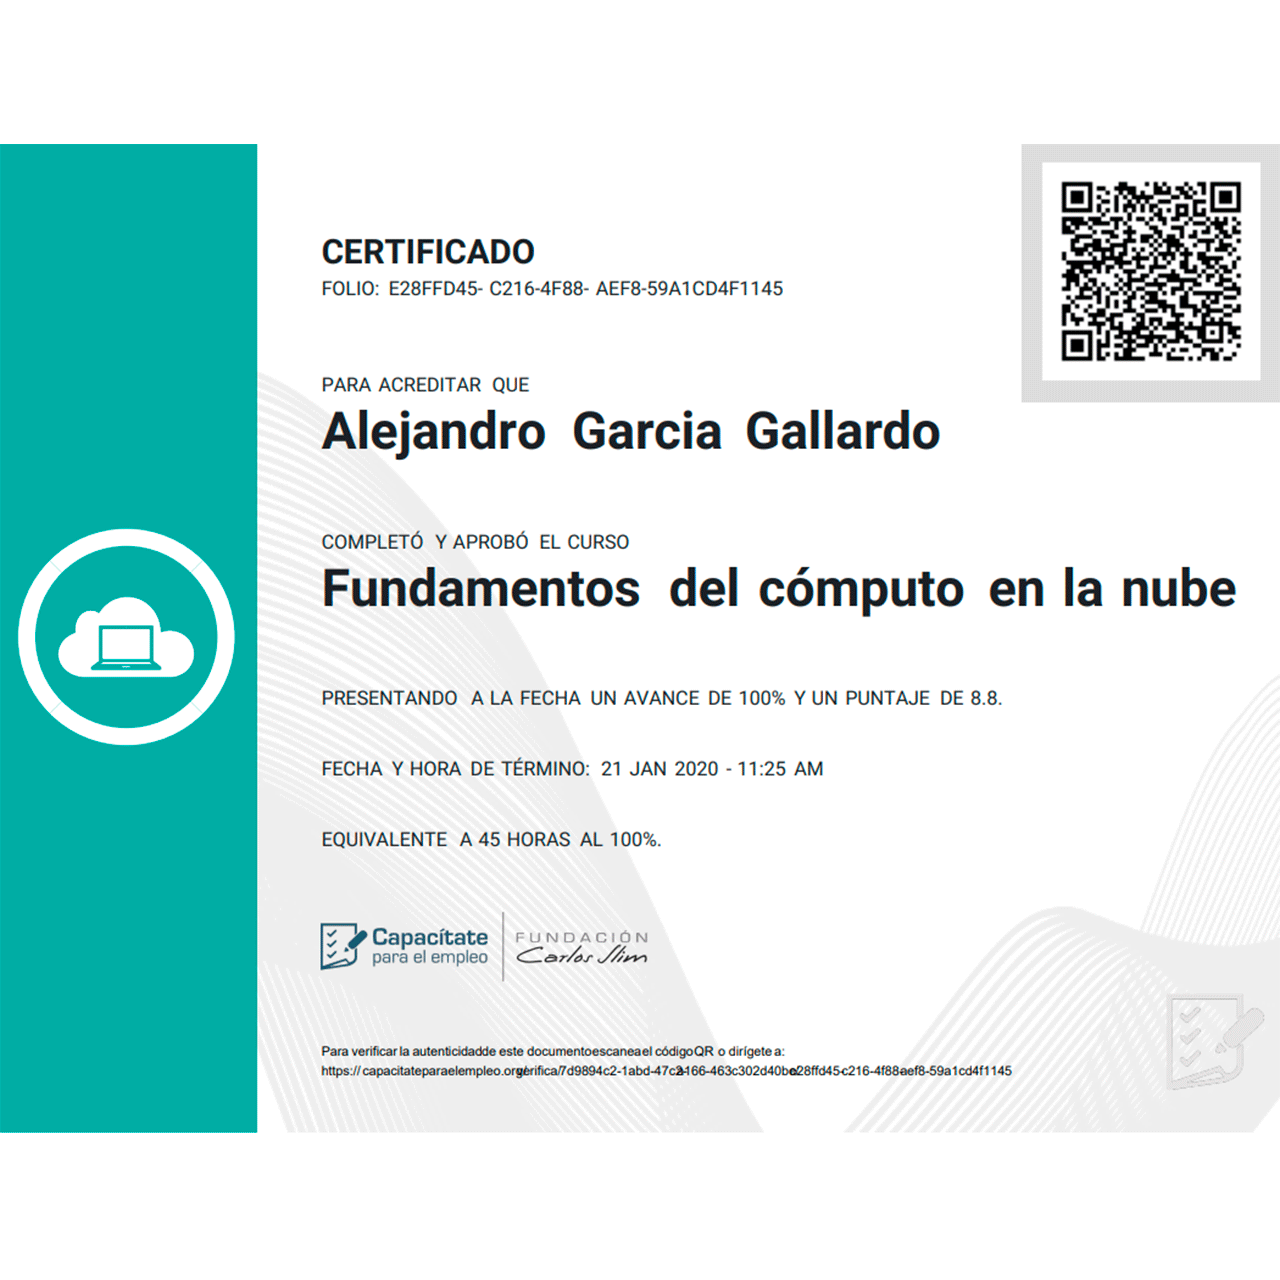 CERTIFICADO
FOLIO: E28FFD45- C216-4F88- AEF8-59A1CD4F1145
PARA ACREDITAR QUE
Alejandro Garcia Gallardo
COMPLETÓ Y APROBÓ EL CURSO
Fundamentos del cómputo en la nube
PRESENTANDO A LA FECHA UN AVANCE DE 100% Y UN PUNTAJE DE 8.8.
FECHA Y HORA DE TÉRMINO: 21 JAN 2020 - 11:25 AM
EQUIVALENTE A 45 HORAS AL 100%.
Capacítate
para el empleo
FUNDACIÓN
Carlos Slim
Para verificar la autenticidad de este documento escanea el código QR o dirígete a:
https://capacitateparaelempleo.org/verifica/7d9894c2-1abd-47c2-a166-463c302d40be/e28ffd45-c216-4f88-aef8-59a1cd4f1145